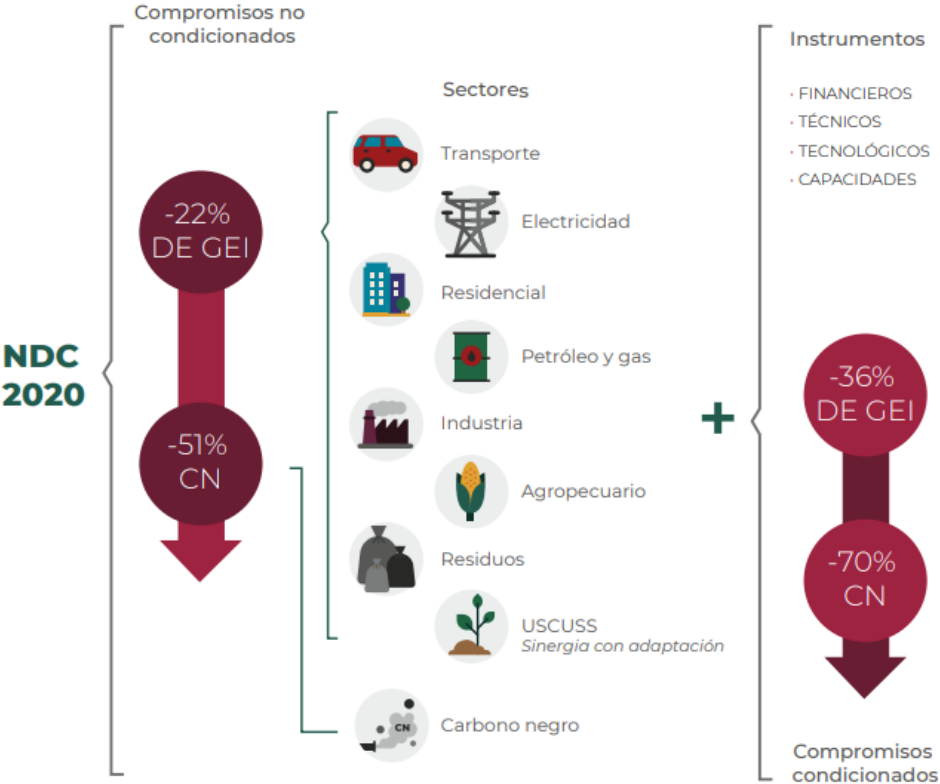 Compromisos no
condicionados
NDC
2020
-22%
DE GEI
-51%
CN
Sectores
Transporte
Electricidad
Residencial
Petróleo y gas
Industria
Agropecuario
Residuos
USCUSS
Sinergia con adaptación
CN
Carbono negro
+
Instrumentos
· FINANCIEROS
· TÉCNICOS
· TECNOLÓGICOS
· CAPACIDADES
-36%
DE GEI
-70%
CN
Compromisos
condicionados